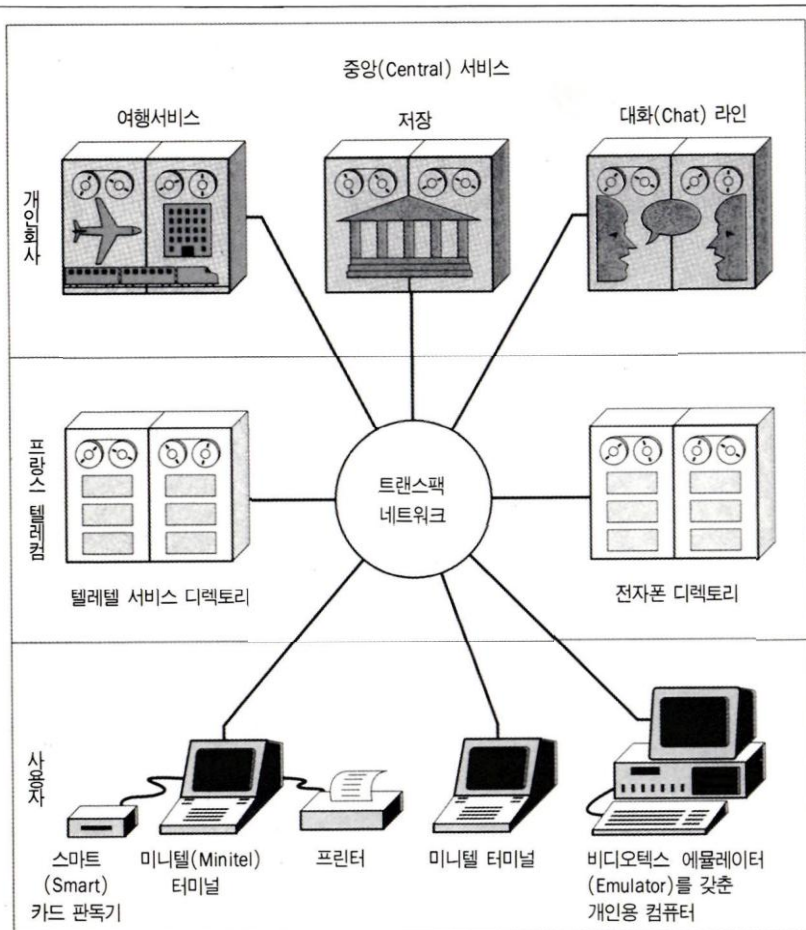 중앙(Central) 서비스
여행서비스
저장
대화(Chat) 라인
개인회사
프랑스 텔레컴
트랜스팩
네트워크
텔레텔 서비스 디렉토리
전자폰 디렉토리
사용자
스마트
(Smart)
카드 판독기
미니텔(Minitel)
터미널
프린터
미니텔 터미널
비디오텍스 에뮬레이터
(Emulator)를 갖춘
개인용 컴퓨터